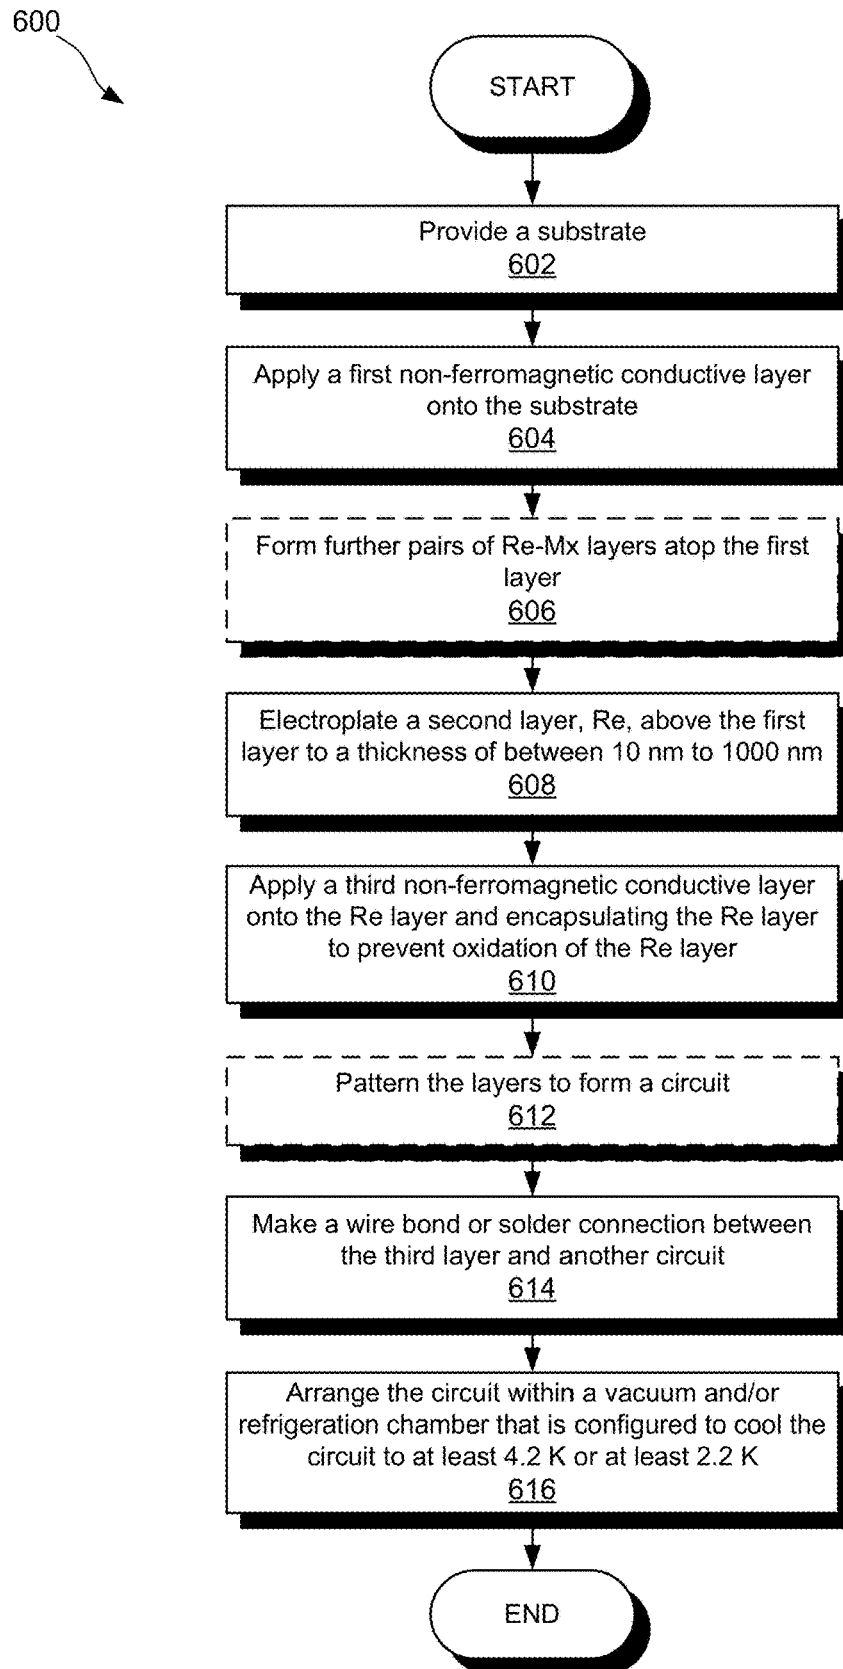 600
START
Provide a substrate
602
Apply a first non-ferromagnetic conductive layer
onto the substrate
604
Form further pairs of Re-Mx layers atop the first
layer
606
Electroplate a second layer, Re, above the first
layer to a thickness of between 10 nm to 1000 nm
608
Apply a third non-ferromagnetic conductive layer
onto the Re layer and encapsulating the Re layer
to prevent oxidation of the Re layer
610
Pattern the layers to form a circuit
612
Make a wire bond or solder connection between
the third layer and another circuit
614
Arrange the circuit within a vacuum and/or
refrigeration chamber that is configured to cool the
circuit to at least 4.2 K or at least 2.2 K
616
END